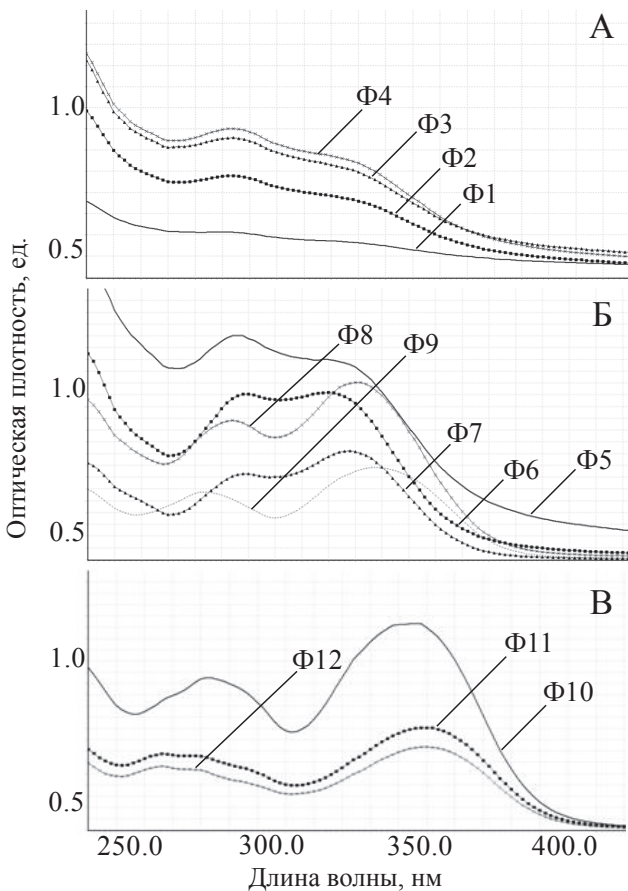 А
Ф4
Ф3
1.0
Ф2
Ф1
0.5
Б
Ф8
Ф9
1.0
Ф7
Ф6
Ф5
0.5
В
Ф12
Ф11
1.0
Ф10
0.5
250.0 300.0 350.0 400.0
Длина волны, нм
Оптическая плотность, ед.